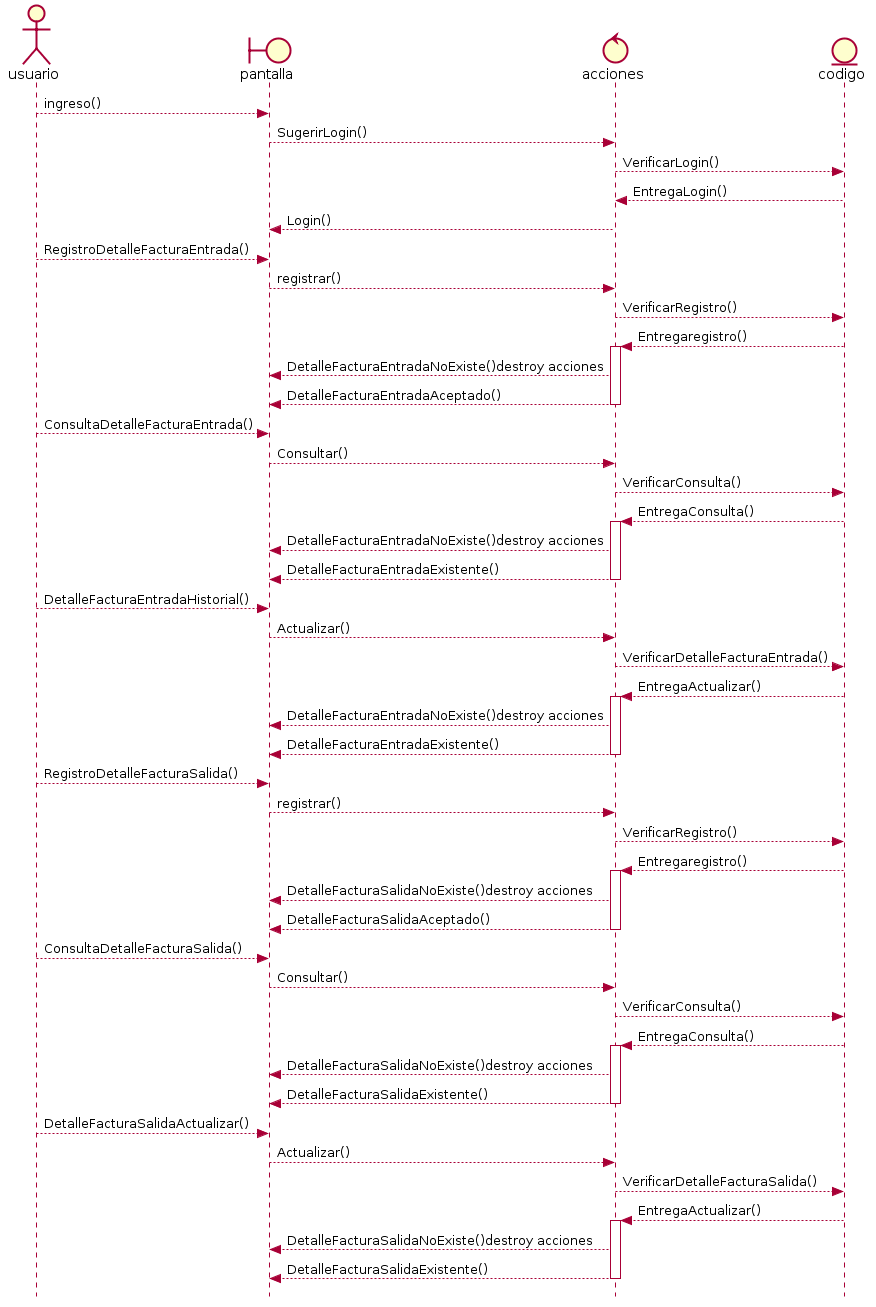 usuario
pantalla
acciones
codigo
ingreso()
SugerirLogin()
VerificarLogin()
EntregaLogin()
Login()
RegistroDetalleFacturaEntrada()
registrar()
VerificarRegistro()
Entregaregistro()
DetalleFacturaEntradaNoExiste()destroy acciones
DetalleFacturaEntradaAceptado()
ConsultaDetalleFacturaEntrada()
Consultar()
VerificarConsulta()
EntregaConsulta()
DetalleFacturaEntradaNoExiste()destroy acciones
DetalleFacturaEntradaExistente()
DetalleFacturaEntradaHistorial()
Actualizar()
VerificarDetalleFacturaEntrada()
EntregaActualizar()
DetalleFacturaEntradaNoExiste()destroy acciones
DetalleFacturaEntradaExistente()
RegistroDetalleFacturaSalida()
registrar()
VerificarRegistro()
Entregaregistro()
DetalleFacturaSalidaNoExiste()destroy acciones
DetalleFacturaSalidaAceptado()
ConsultaDetalleFacturaSalida()
Consultar()
VerificarConsulta()
EntregaConsulta()
DetalleFacturaSalidaNoExiste()destroy acciones
DetalleFacturaSalidaExistente()
DetalleFacturaSalidaActualizar()
Actualizar()
VerificarDetalleFacturaSalida()
EntregaActualizar()
DetalleFacturaSalidaNoExiste()destroy acciones
DetalleFacturaSalidaExistente()